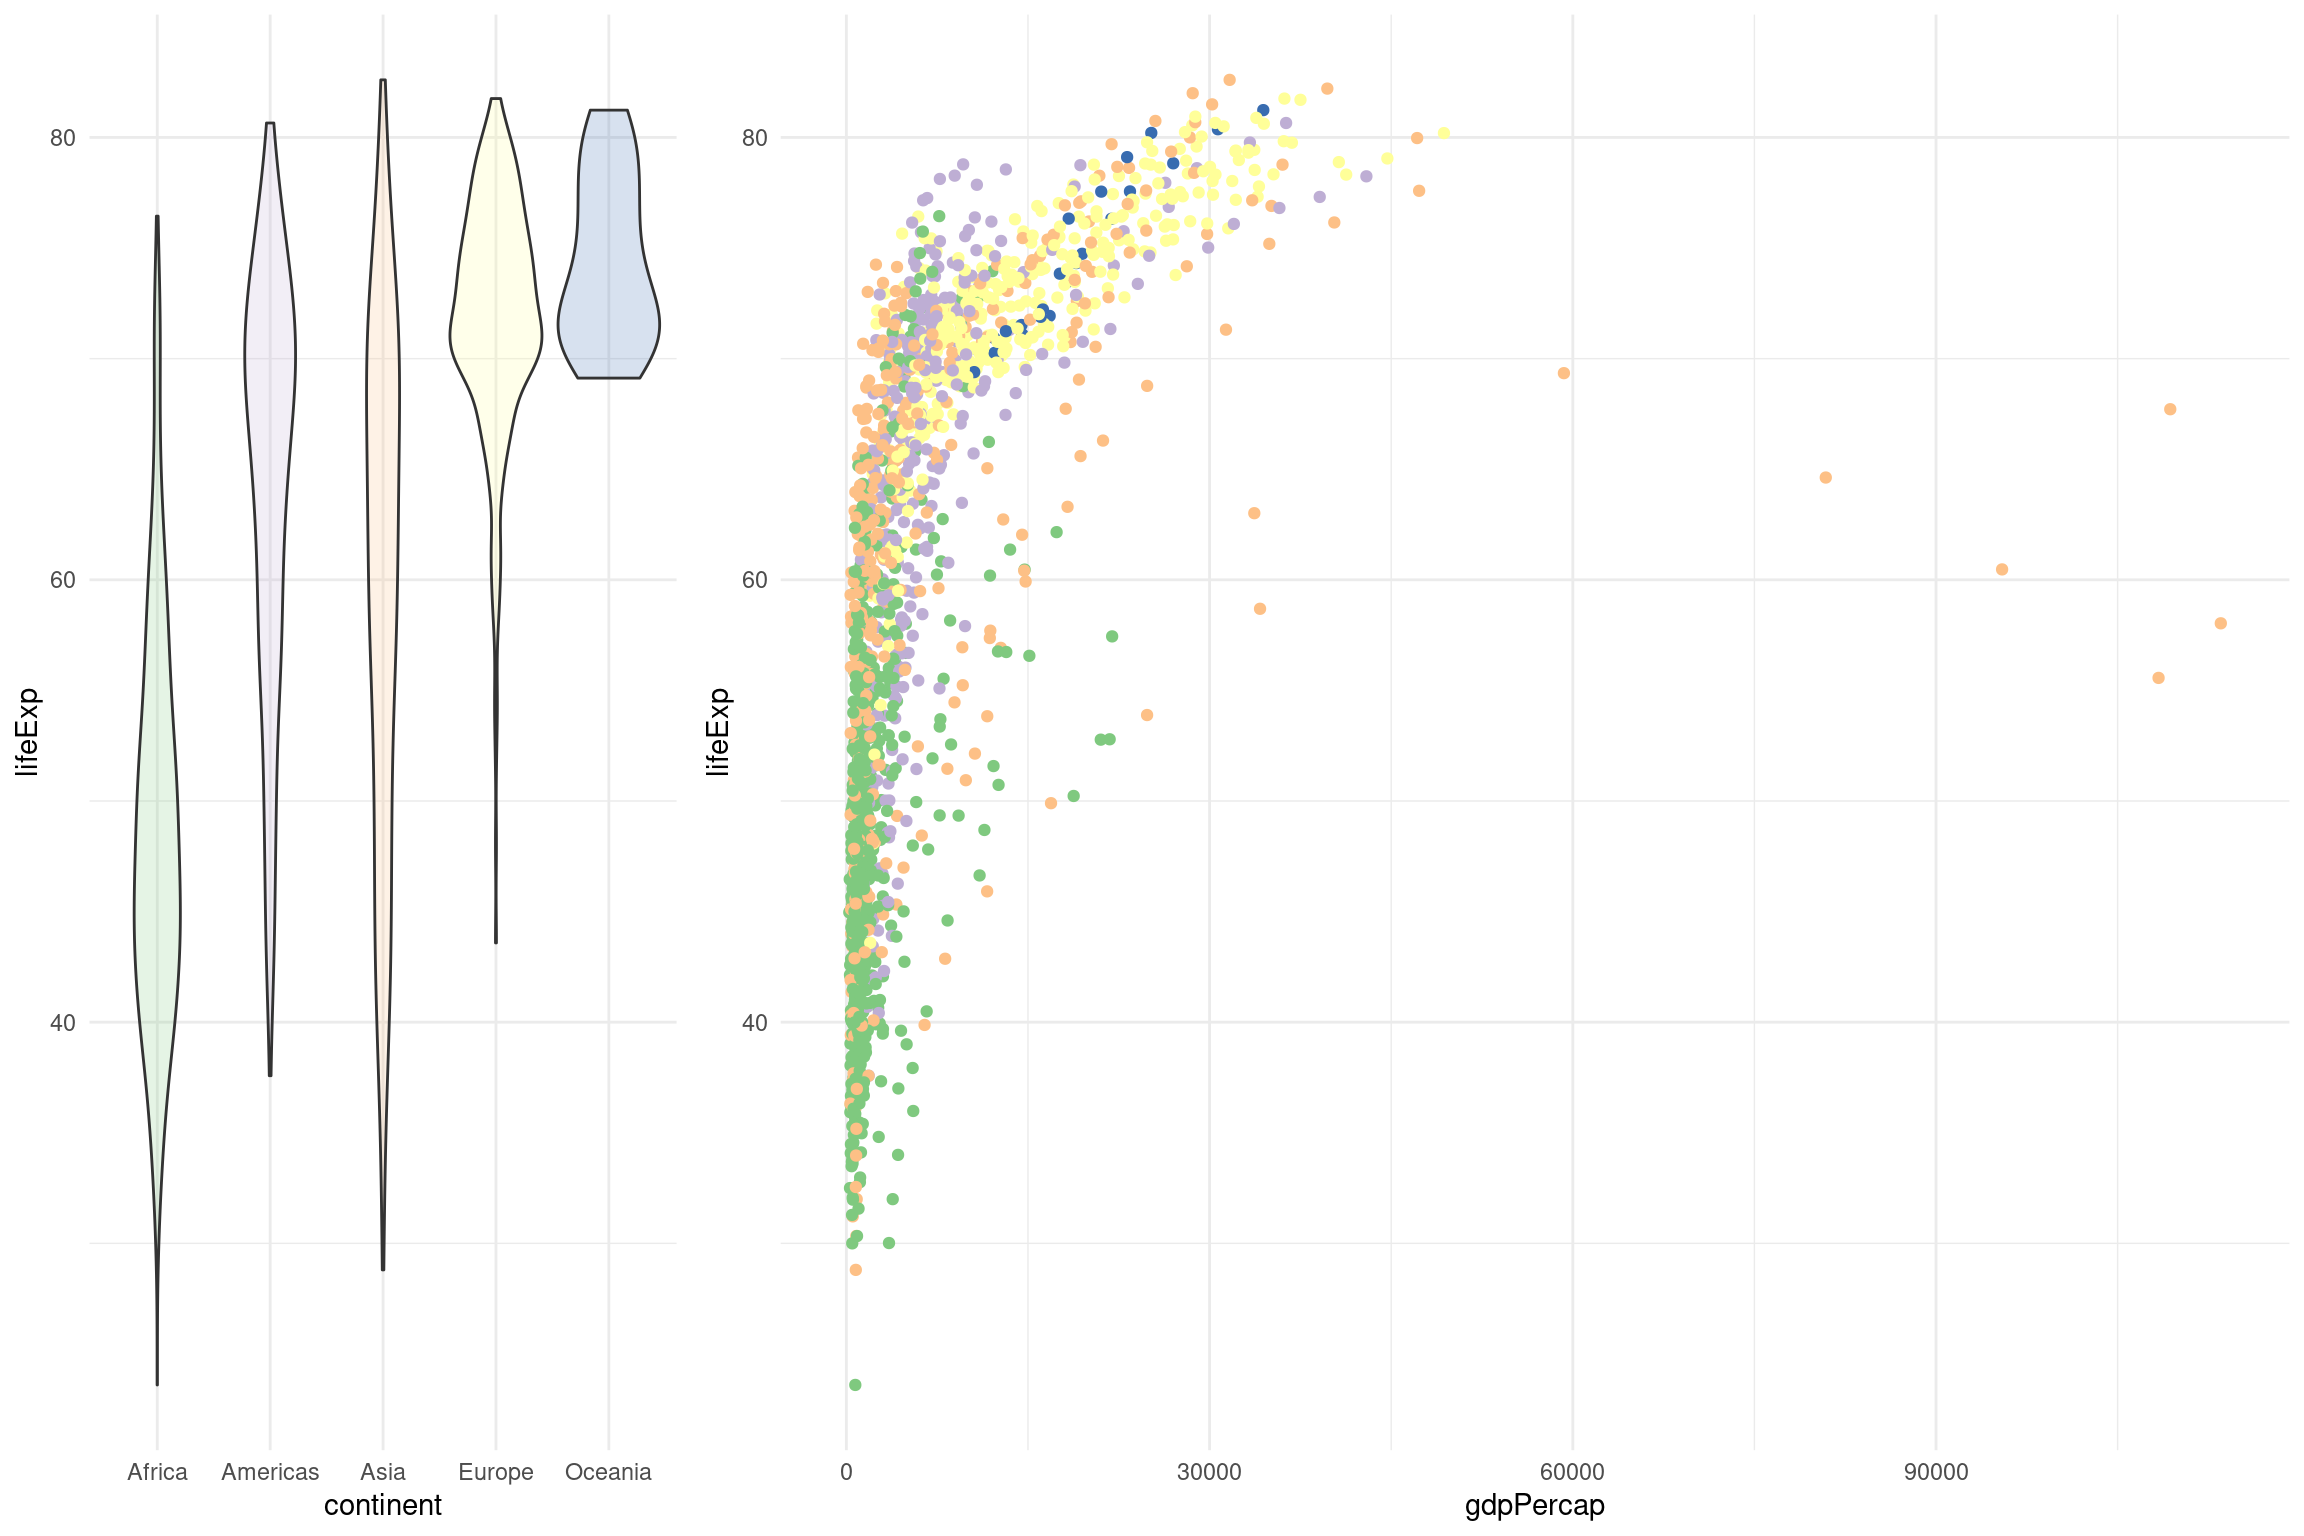 lifeExp
80
60
40
Africa Americas Asia Europe Oceania
continent
lifeExp
80
60
40
0 30000 60000 90000
gdpPercap